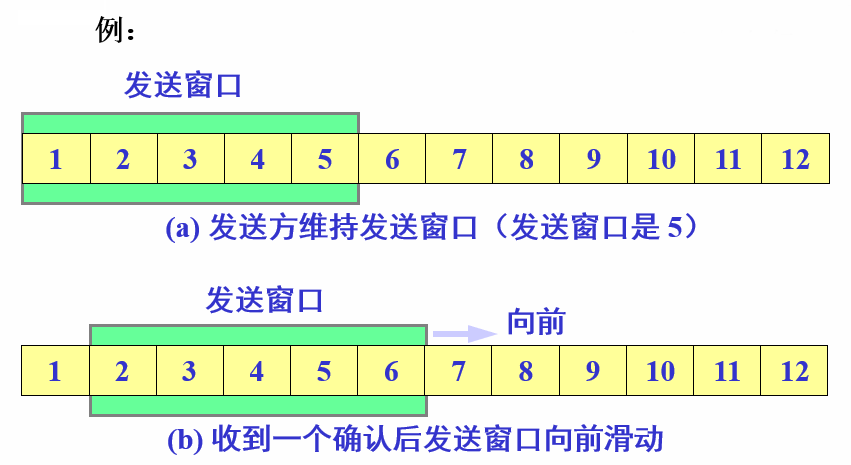 例：
发送窗口
1 2 3 4 5 6 7 8 9 10 11 12
(a) 发送方维持发送窗口（发送窗口是 5）
发送窗口
向前
1 2 3 4 5 6 7 8 9 10 11 12
(b) 收到一个确认后发送窗口向前滑动